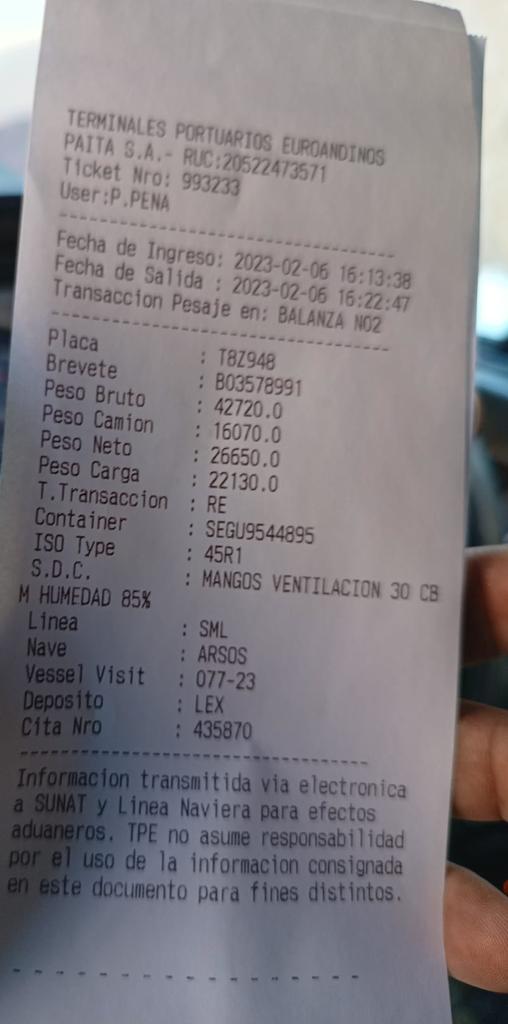 TERMINALES PORTUARIOS EUROANDINOS
PAITA S.A.- RUC:20522473571
Ticket Nro: 993233
User:P.PENA
--------------------------------
Fecha de Ingreso: 2023-02-06 16:13:38
Fecha de Salida : 2023-02-06 16:22:47
Transaccion Pesaje en: BALANZA NO2
--------------------------------
Placa : T8Z948
Brevete : B03578991
Peso Bruto : 42720.0
Peso Camion : 16070.0
Peso Neto : 26650.0
Peso Carga : 22130.0
T.Transaccion : RE
Container : SEGU9544895
ISO Type : 45R1
S.D.C. : MANGOS VENTILACION 30 CB
M HUMEDAD 85%
Linea : SML
Nave : ARSOS
Vessel Visit : 077-23
Deposito : LEX
Cita Nro : 435870
--------------------------------
Informacion transmitida via electronica
a SUNAT y Linea Naviera para efectos
aduaneros. TPE no asume responsabilidad
por el uso de la informacion consignada
en este documento para fines distintos.
- - - - - - - - - - - - - - - - -